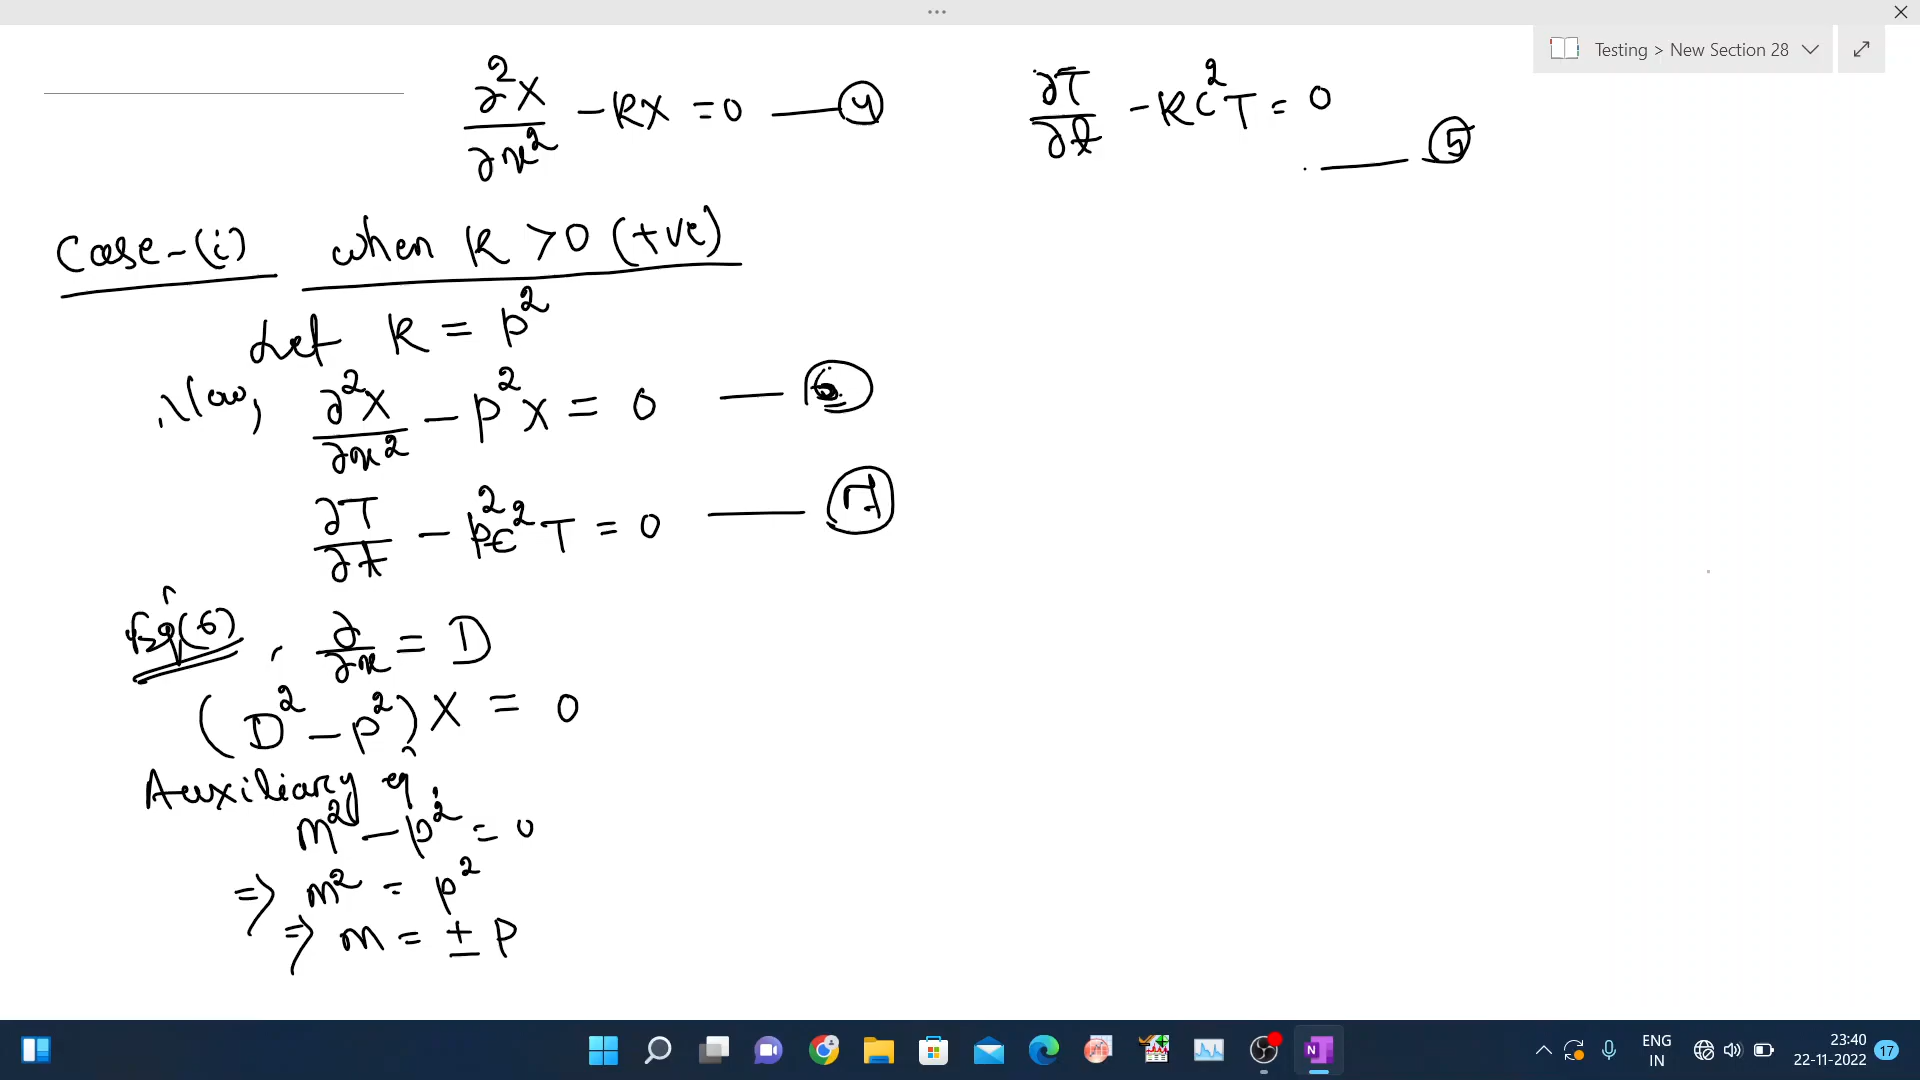 Testing > New Section 28
∂²X/∂x² - KX = 0 —— (4)
∂T/∂t - KC²T = 0
—— (5)
Case-(i) when K > 0 (+ve)
Let K = p²
Now, ∂²X/∂x² - p²X = 0 —— (6)
∂T/∂t - p²c²T = 0 —— (7)
Eqⁿ(6), ∂/∂x = D
(D² - p²)X = 0
Auxiliary eqⁿ,
m² - p² = 0
=> m² = p²
=> m = ± p
ENG
IN
23:40
22-11-2022
17